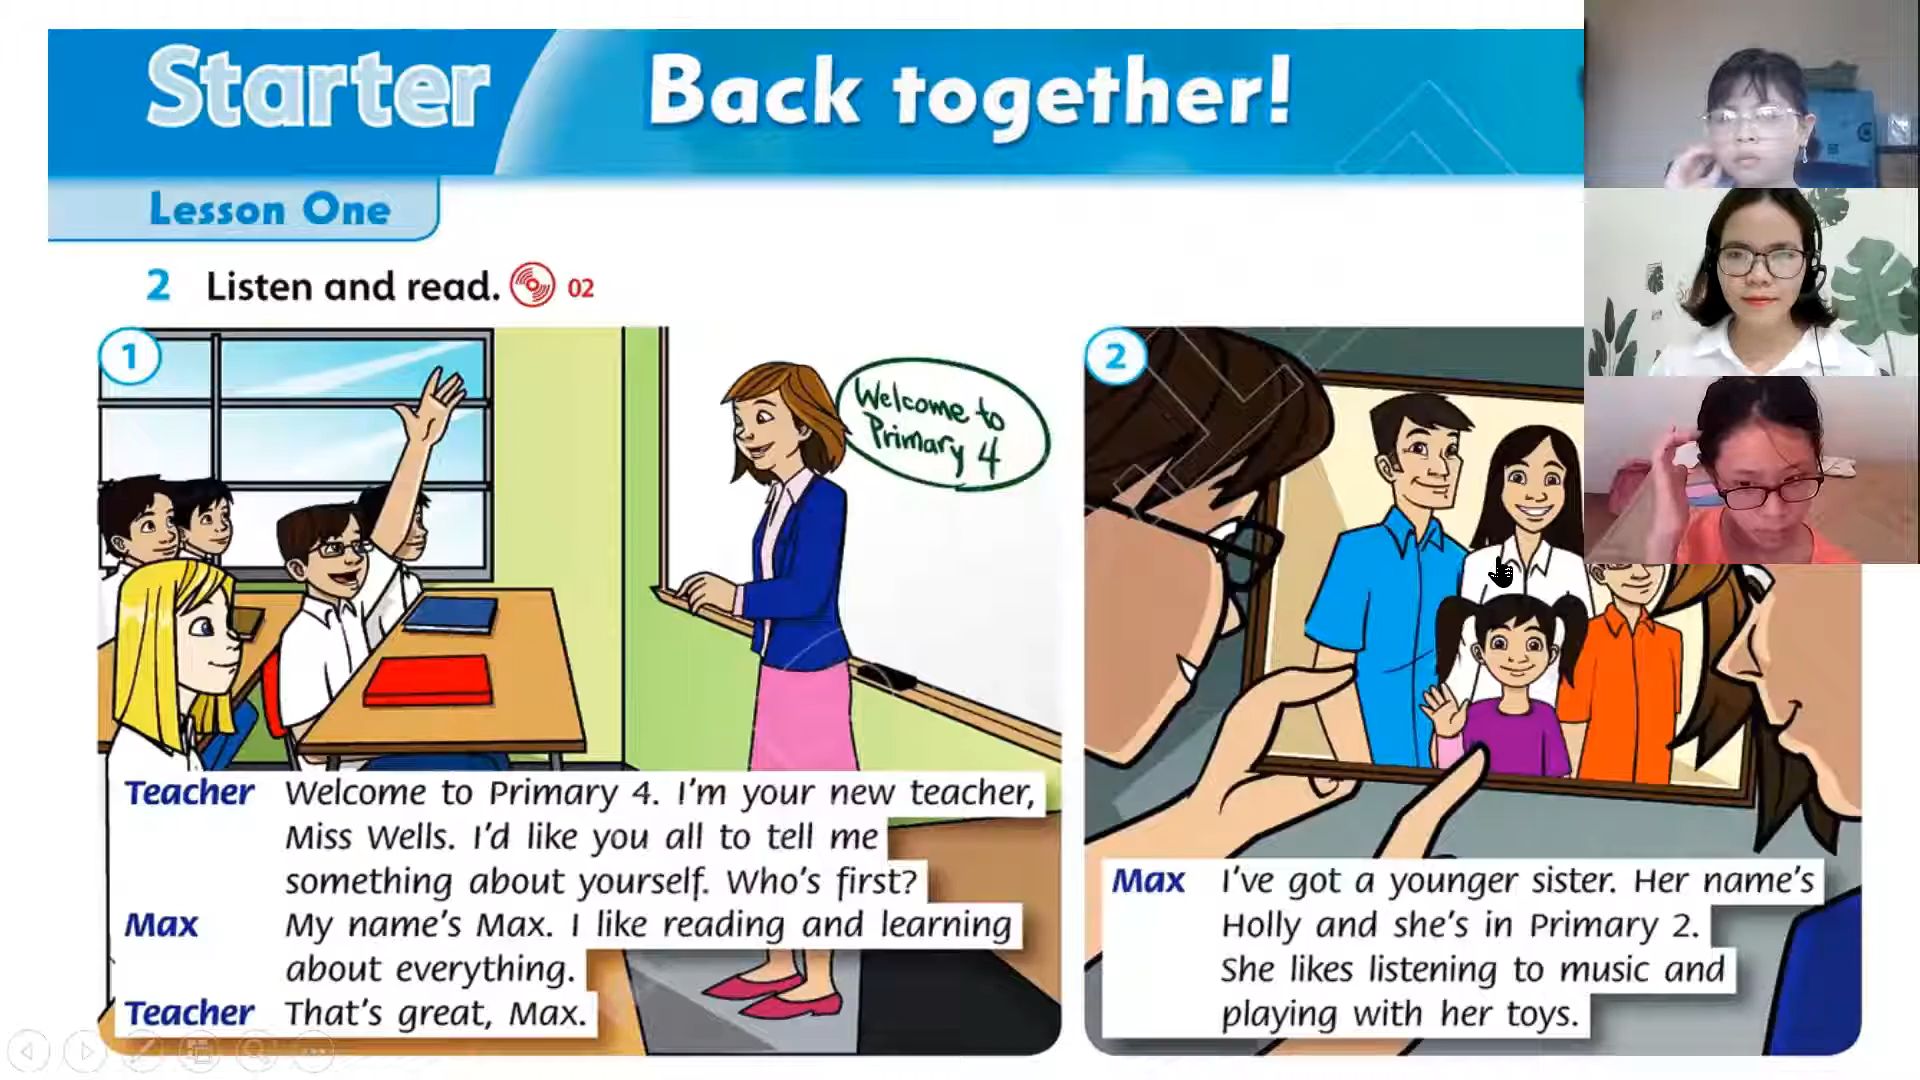 Starter
Back together!
Lesson One
2 Listen and read. 02
1
Welcome to
Primary 4
Teacher Welcome to Primary 4. I'm your new teacher,
Miss Wells. I'd like you all to tell me
something about yourself. Who's first?
Max My name's Max. I like reading and learning
about everything.
Teacher That's great, Max.
2
Max I've got a younger sister. Her name's
Holly and she's in Primary 2.
She likes listening to music and
playing with her toys.